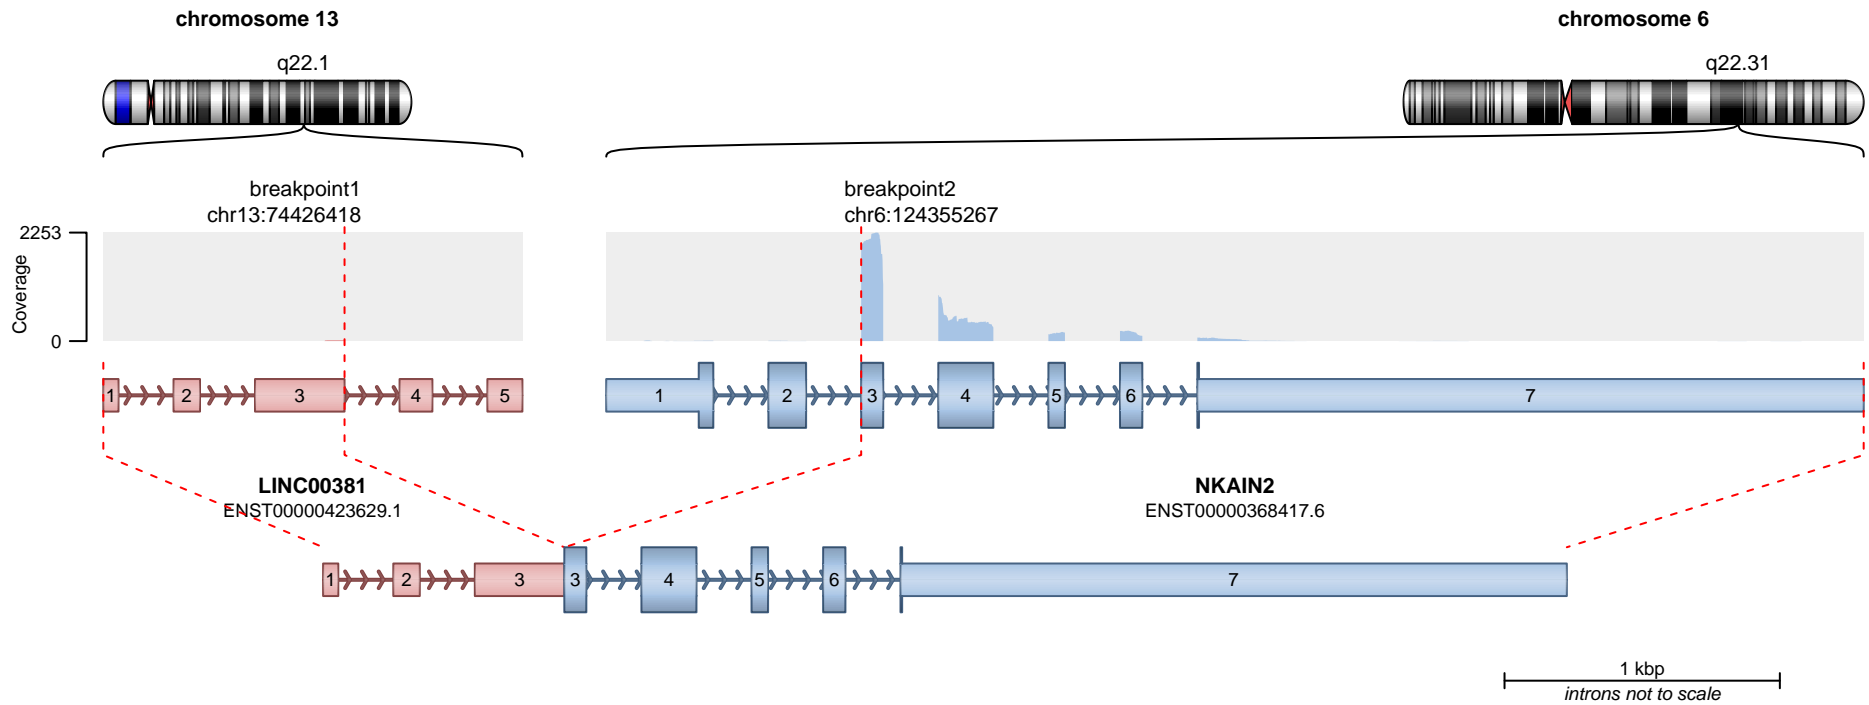 chromosome 13
chromosome 6
q22.1
q22.31
breakpoint1
chr13:74426418
breakpoint2
chr6:124355267
2253
0
Coverage
1 2 3 4 5
1 2 3 4 5 6 7
LINC00381
ENST00000423629.1
NKAIN2
ENST00000368417.6
1 2 3 3 4 5 6 7
1 kbp
introns not to scale